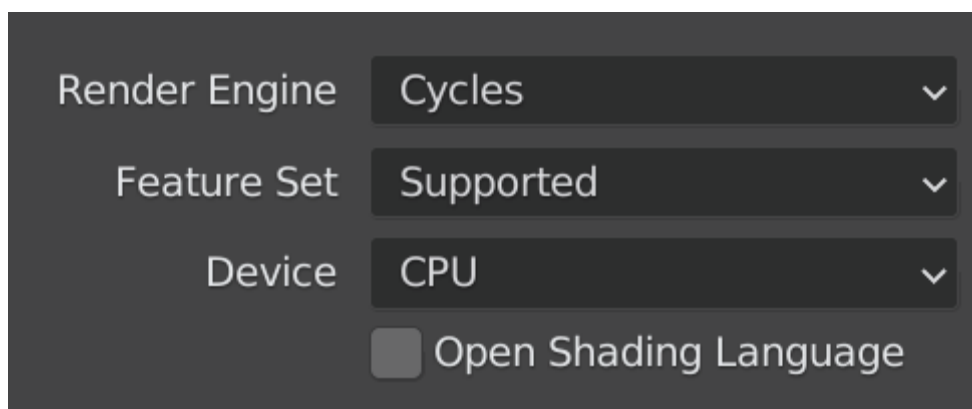 Render Engine Cycles
Feature Set Supported
Device CPU
Open Shading Language